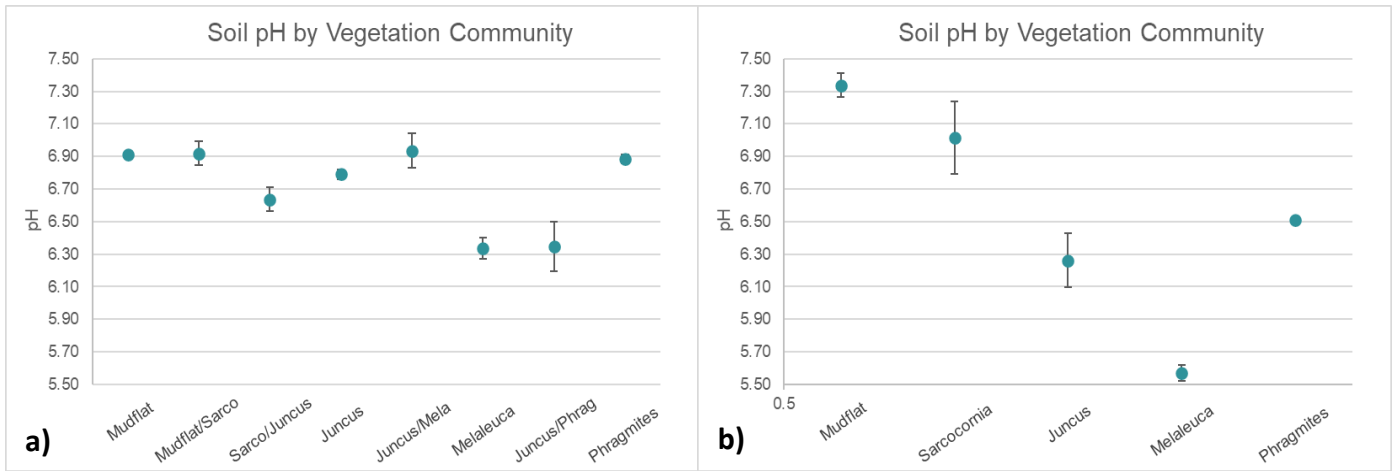 Soil pH by Vegetation Community
7.50
7.30
7.10
6.90
6.70
6.50
6.30
6.10
5.90
5.70
5.50
pH
Mudflat
Mudflat/Sarco
Sarco/Juncus
Juncus
Juncus/Mela
Melaleuca
Juncus/Phrag
Phragmites
a)
Soil pH by Vegetation Community
7.50
7.30
7.10
6.90
6.70
6.50
6.30
6.10
5.90
5.70
5.50
pH
0.5
Mudflat
Sarcocornia
Juncus
Melaleuca
Phragmites
b)